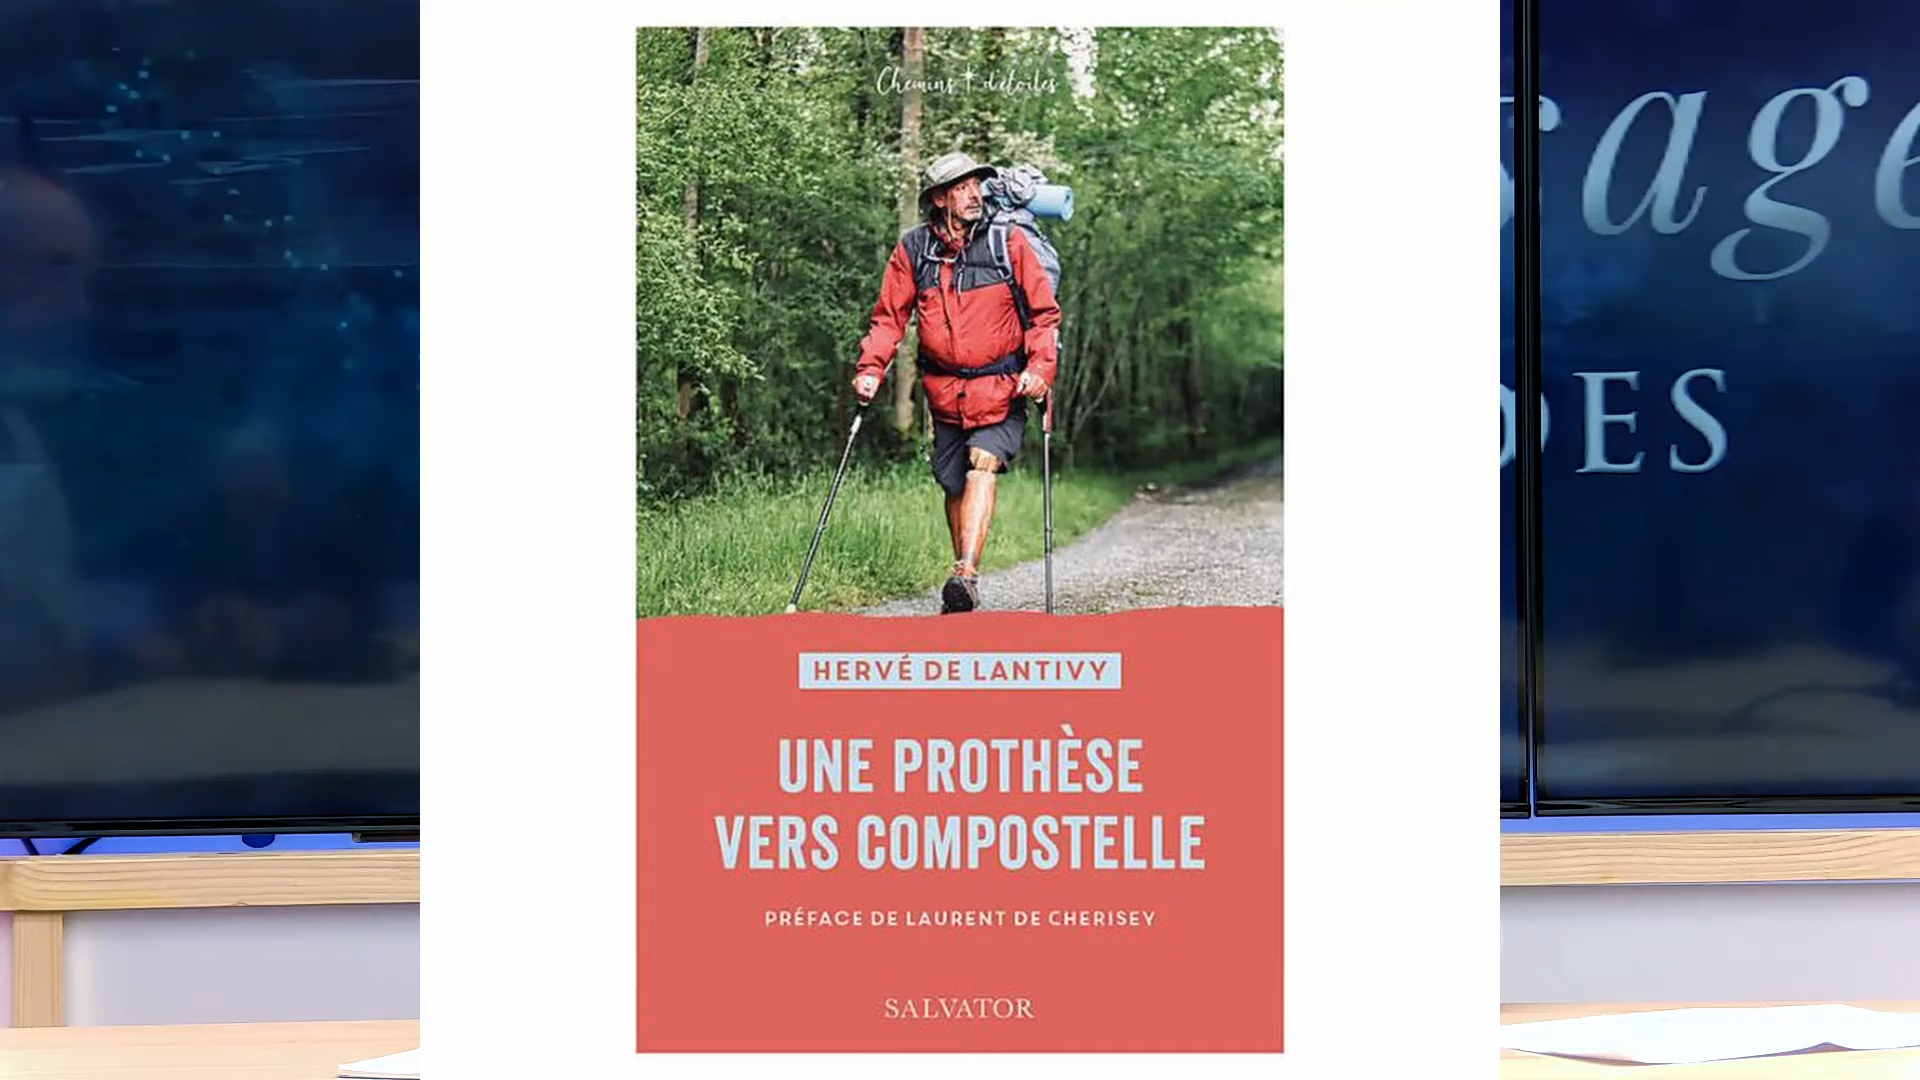 Chemins d'étoiles
HERVÉ DE LANTIVY
UNE PROTHÈSE
VERS COMPOSTELLE
PRÉFACE DE LAURENT DE CHERISEY
SALVATOR